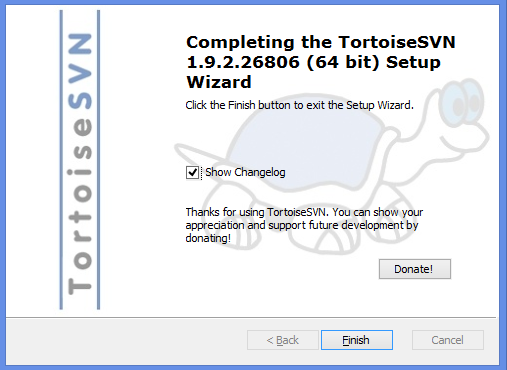 TortoiseSVN
Completing the TortoiseSVN
1.9.2.26806 (64 bit) Setup
Wizard
Click the Finish button to exit the Setup Wizard.
Show Changelog
Thanks for using TortoiseSVN. You can show your
appreciation and support future development by
donating!
Donate!
< Back
Finish
Cancel